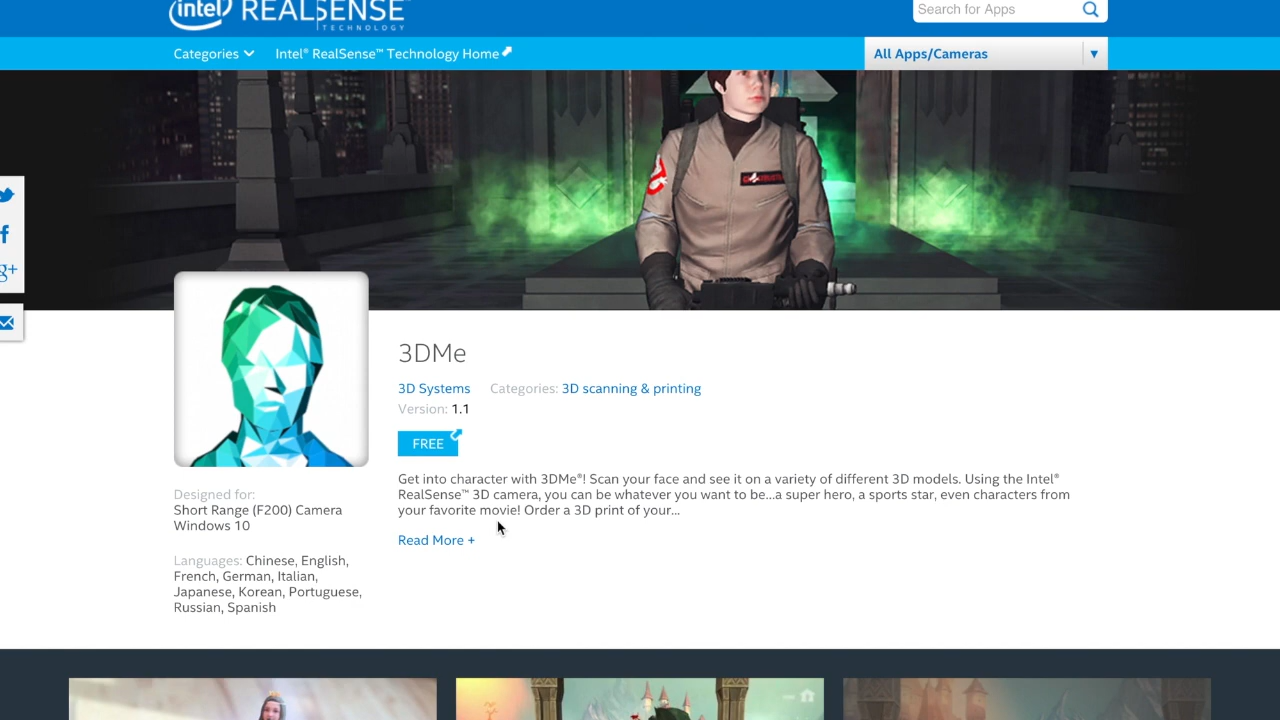 intel REALSENSE
TECHNOLOGY
Search for Apps
Categories
Intel® RealSense™ Technology Home
All Apps/Cameras
g+
3DMe
3D Systems Categories: 3D scanning & printing
Version: 1.1
FREE
Get into character with 3DMe®! Scan your face and see it on a variety of different 3D models. Using the Intel®
RealSense™ 3D camera, you can be whatever you want to be...a super hero, a sports star, even characters from
your favorite movie! Order a 3D print of your...
Read More +
Designed for:
Short Range (F200) Camera
Windows 10
Languages: Chinese, English,
French, German, Italian,
Japanese, Korean, Portuguese,
Russian, Spanish